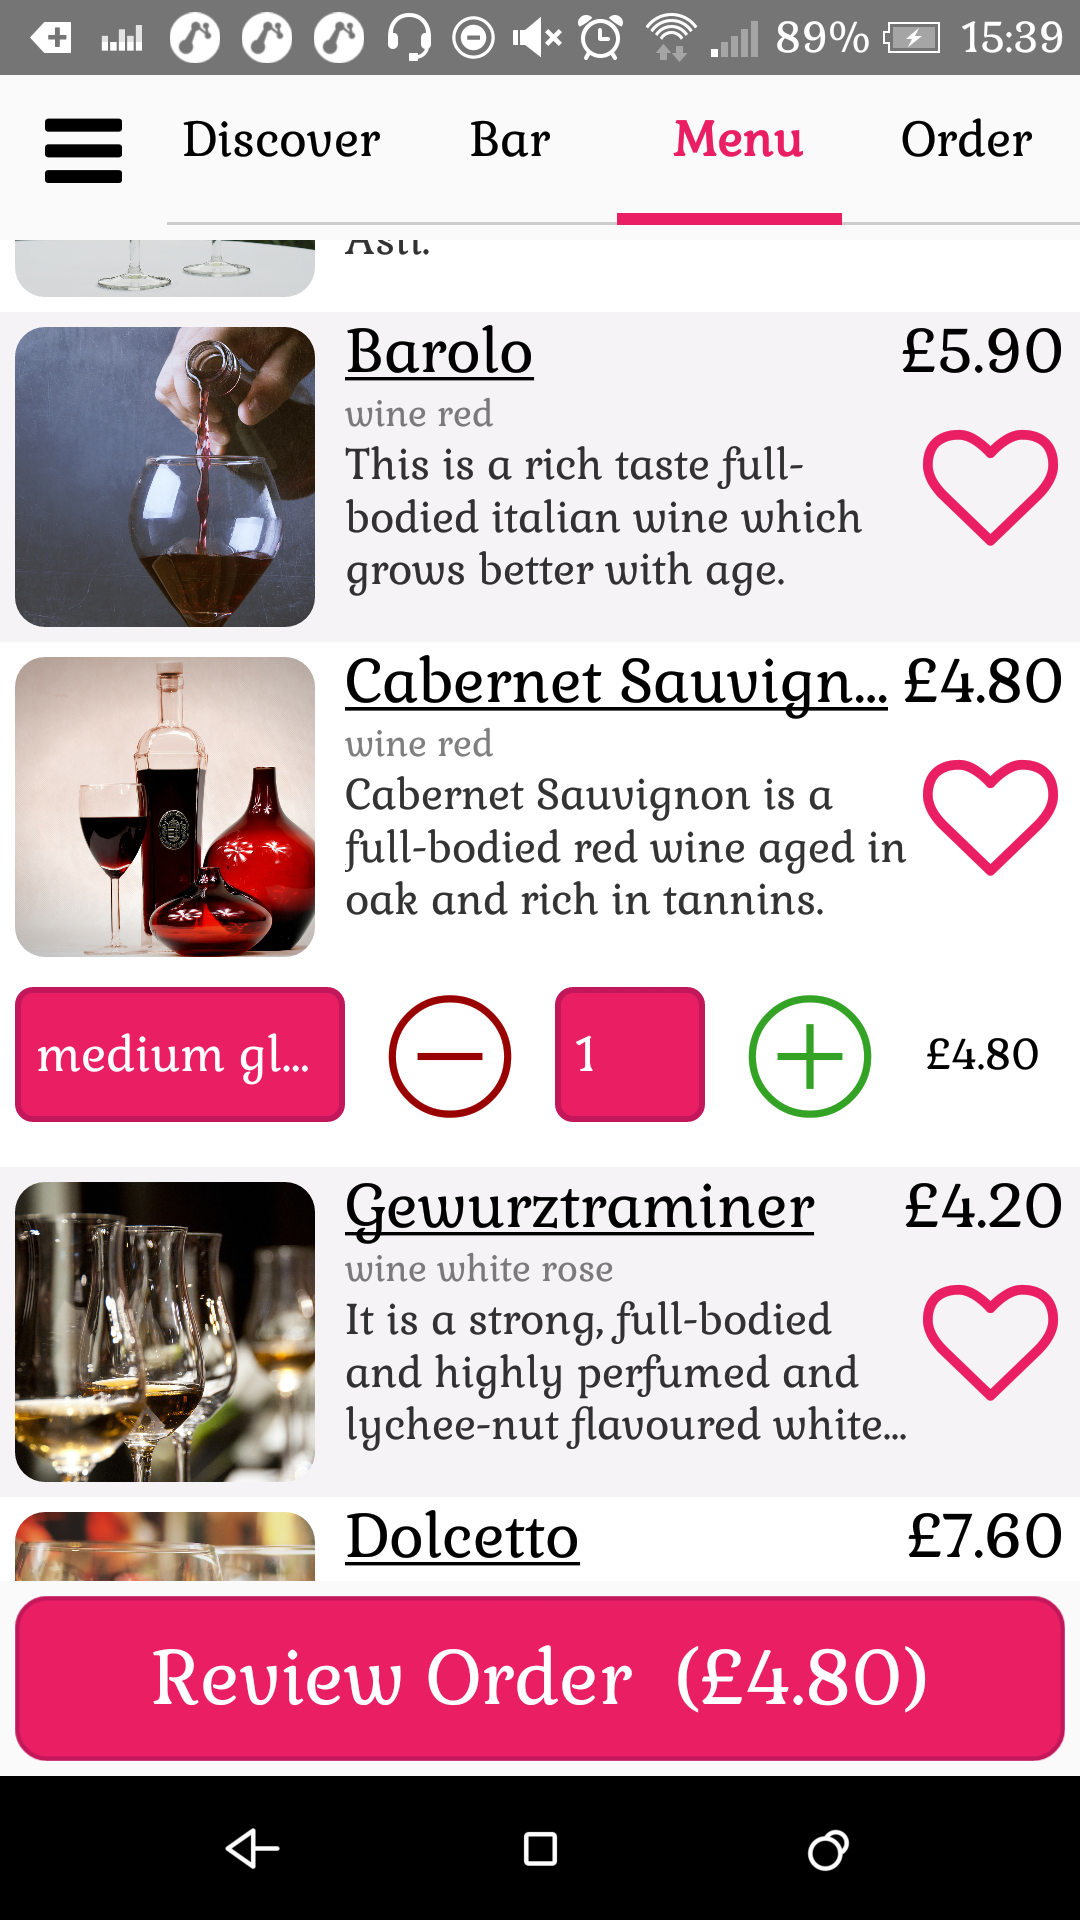 89% 15:39
Discover Bar Menu Order
Asti.
Barolo £5.90
wine red
This is a rich taste full-
bodied italian wine which
grows better with age.
Cabernet Sauvign... £4.80
wine red
Cabernet Sauvignon is a
full-bodied red wine aged in
oak and rich in tannins.
medium gl... 1 £4.80
Gewurztraminer £4.20
wine white rose
It is a strong, full-bodied
and highly perfumed and
lychee-nut flavoured white...
Dolcetto £7.60
Review Order (£4.80)